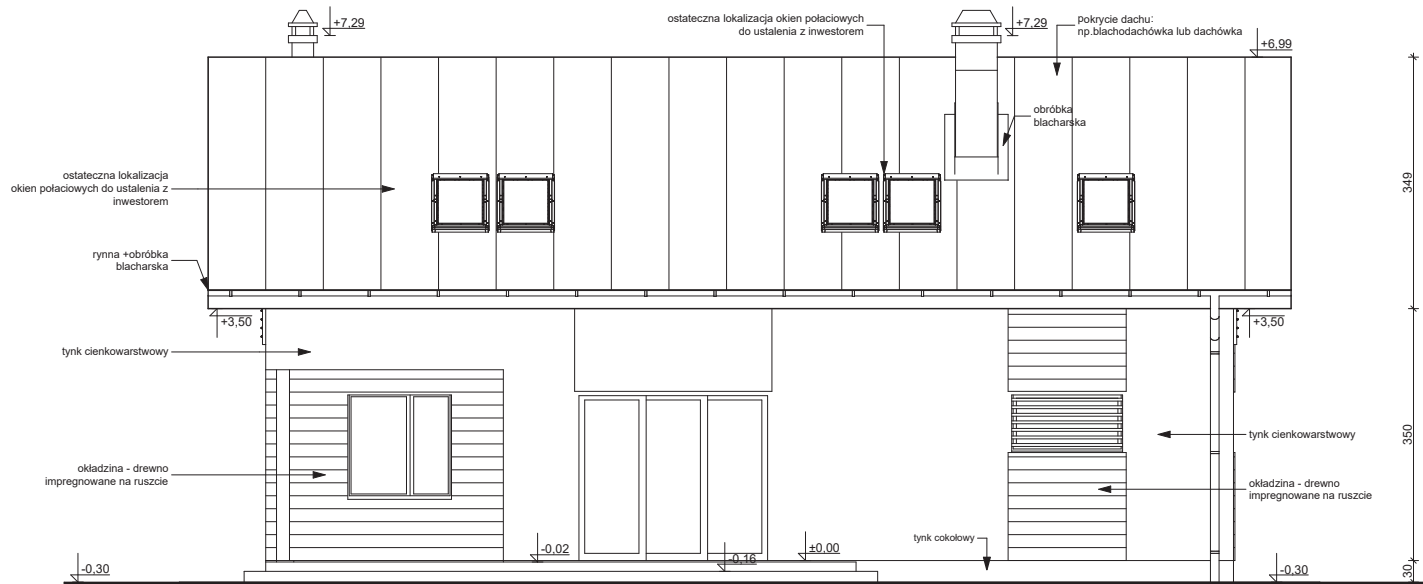 +7,29
ostateczna lokalizacja okien połaciowych
do ustalenia z inwestorem
+7,29
pokrycie dachu:
np.blachodachówka lub dachówka
+6,99
obróbka
blacharska
ostateczna lokalizacja
okien połaciowych do ustalenia z
inwestorem
349
rynna +obróbka
blacharska
+3,50
+3,50
tynk cienkowarstwowy
tynk cienkowarstwowy
350
okładzina - drewno
impregnowane na ruszcie
okładzina - drewno
impregnowane na ruszcie
tynk cokołowy
-0,02
-0,16
±0,00
-0,30
-0,30
30